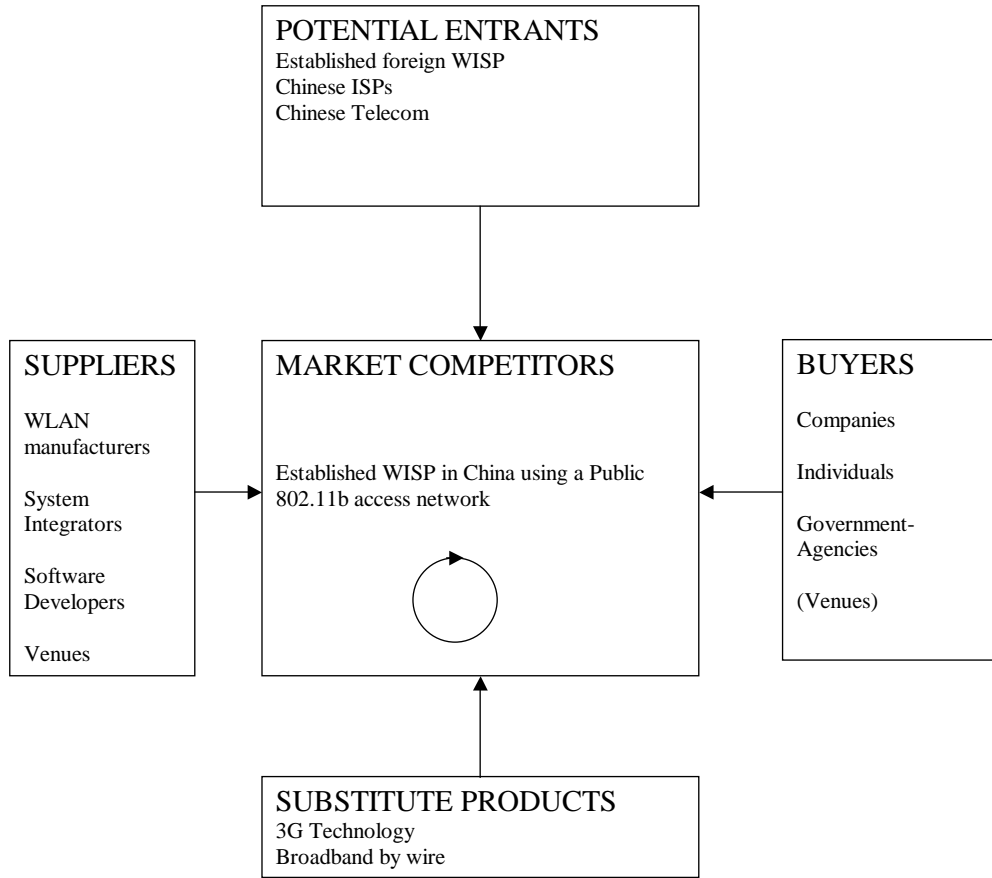 POTENTIAL ENTRANTS
Established foreign WISP
Chinese ISPs
Chinese Telecom
SUPPLIERS
WLAN
manufacturers
System
Integrators
Software
Developers
Venues
MARKET COMPETITORS
Established WISP in China using a Public
802.11b access network
BUYERS
Companies
Individuals
Government-
Agencies
(Venues)
SUBSTITUTE PRODUCTS
3G Technology
Broadband by wire